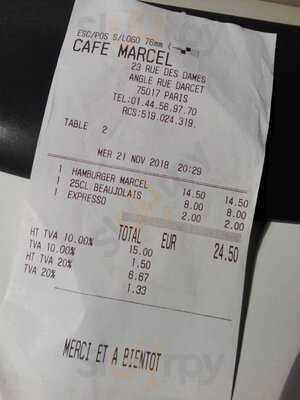 ESC/POS S/LOGO 76mm (
CAFE MARCEL
23 RUE DES DAMES
ANGLE RUE DARCET
75017 PARIS
TEL:01.44.56.97.70
RCS:519.024.319.
TABLE 2
MER 21 NOV 2018 20:29
1 HAMBURGER MARCEL 14.50 14.50
1 25CL BEAUJOLAIS 8.00 8.00
1 EXPRESSO 2.00 2.00
TOTAL EUR 24.50
HT TVA 10.00% 15.00
TVA 10.00% 1.50
HT TVA 20% 6.67
TVA 20% 1.33
MERCI ET A BIENTOT